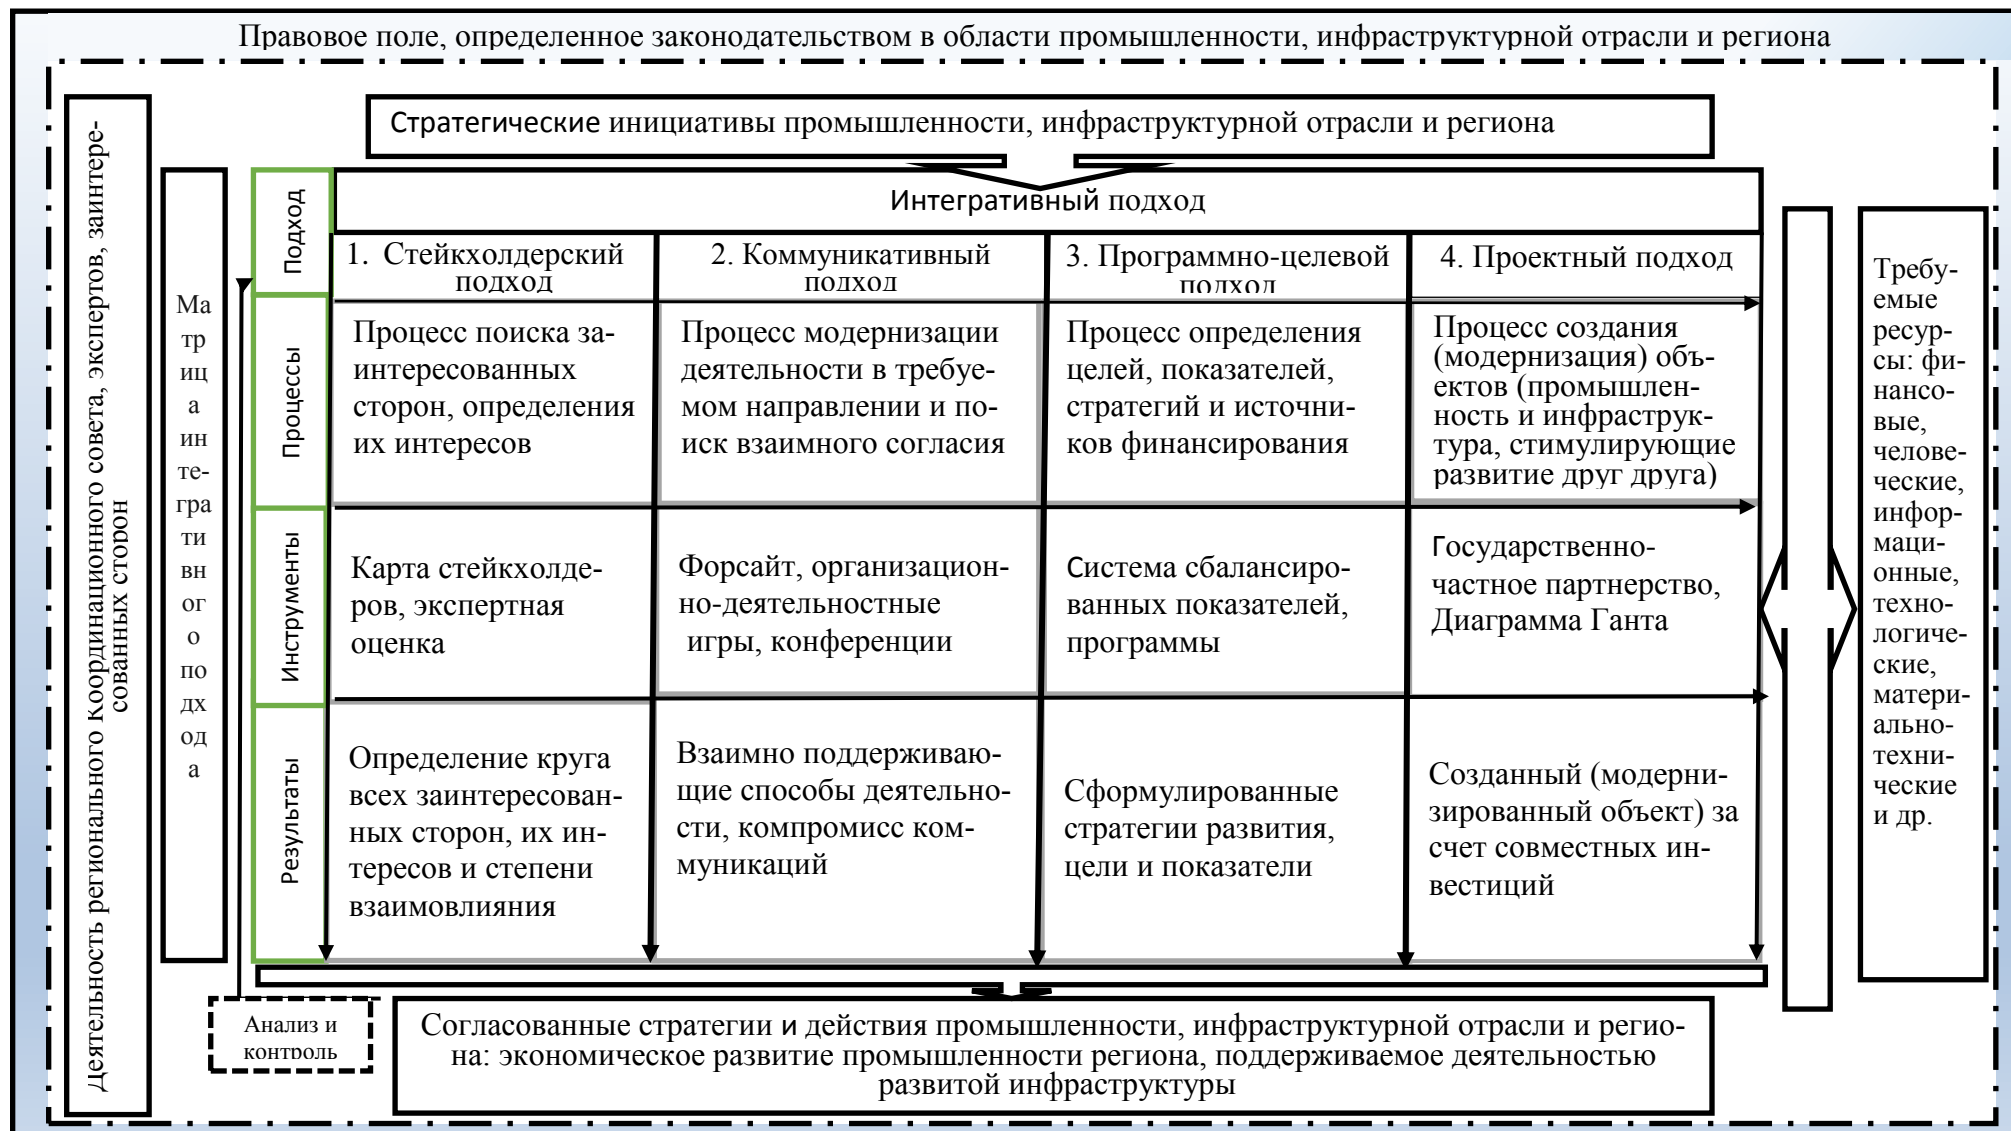 Правовое поле, определенное законодательством в области промышленности, инфраструктурной отрасли и региона
Деятельность регионального Координационного совета, экспертов, заинтере-
сованных сторон
Стратегические инициативы промышленности, инфраструктурной отрасли и региона
Ма
тр
иц
а
ин
те-
гра
ти
вн
ог
о
по
дх
од
а
Подход
Интегративный подход
1. Стейкхолдерский
подход
2. Коммуникативный
подход
3. Программно-целевой
подход
4. Проектный подход
Процессы
Процесс поиска за-
интересованных
сторон, определения
их интересов
Процесс модернизации
деятельности в требуе-
мом направлении и по-
иск взаимного согласия
Процесс определения
целей, показателей,
стратегий и источни-
ков финансирования
Процесс создания
(модернизация) объ-
ектов (промышлен-
ность и инфраструк-
тура, стимулирующие
развитие друг друга)
Инструменты
Карта стейкхолде-
ров, экспертная
оценка
Форсайт, организацион-
но-деятельностные
игры, конференции
Система сбалансиро-
ванных показателей,
программы
Государственно-
частное партнерство,
Диаграмма Ганта
Результаты
Определение круга
всех заинтересован-
ных сторон, их ин-
тересов и степени
взаимовлияния
Взаимно поддерживаю-
щие способы деятельно-
сти, компромисс ком-
муникаций
Сформулированные
стратегии развития,
цели и показатели
Созданный (модерни-
зированный объект) за
счет совместных ин-
вестиций
Требу-
емые
ресур-
сы: фи-
нансо-
вые,
челове-
ческие,
инфор-
маци-
онные,
техно-
логиче-
ские,
матери-
ально-
техни-
ческие
и др.
Анализ и
контроль
Согласованные стратегии и действия промышленности, инфраструктурной отрасли и регио-
на: экономическое развитие промышленности региона, поддерживаемое деятельностью
развитой инфраструктуры